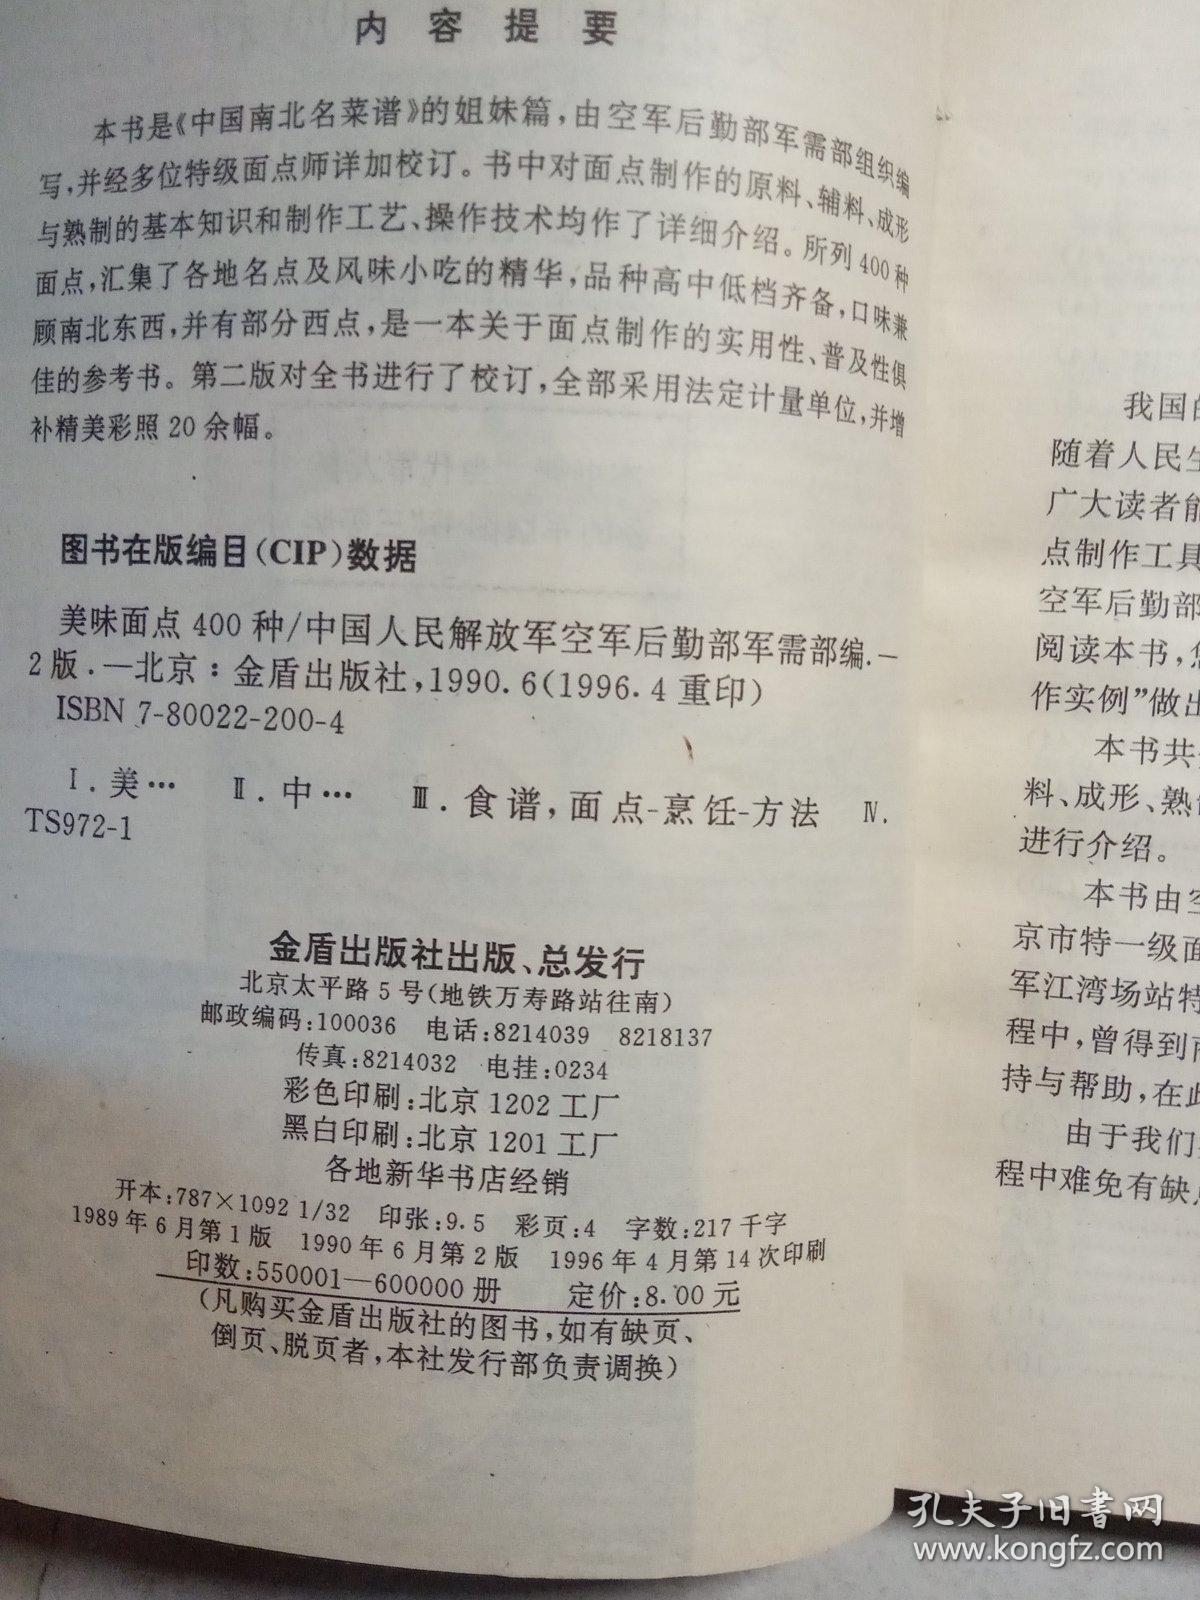 内容提要
本书是《中国南北名菜谱》的姐妹篇，由空军后勤部军需部组织编
写，并经多位特级面点师详加校订。书中对面点制作的原料、辅料、成形
与熟制的基本知识和制作工艺、操作技术均作了详细介绍。所列400种
面点，汇集了各地名点及风味小吃的精华，品种高中低档齐备，口味兼
顾南北东西，并有部分西点，是一本关于面点制作的实用性、普及性俱
佳的参考书。第二版对全书进行了校订，全部采用法定计量单位，并增
补精美彩照20余幅。
图书在版编目(CIP)数据
美味面点400种/中国人民解放军空军后勤部军需部编.—
2版.—北京：金盾出版社,1990.6(1996.4重印)
ISBN 7-80022-200-4
Ⅰ.美… Ⅱ.中… Ⅲ.食谱，面点-烹饪-方法 Ⅳ.
TS972-1
金盾出版社出版、总发行
北京太平路5号(地铁万寿路站往南)
邮政编码:100036 电话:8214039 8218137
传真:8214032 电挂:0234
彩色印刷:北京1202工厂
黑白印刷:北京1201工厂
各地新华书店经销
开本:787×1092 1/32 印张:9.5 彩页:4 字数:217千字
1989年6月第1版 1990年6月第2版 1996年4月第14次印刷
印数:550001—600000册 定价:8.00元
(凡购买金盾出版社的图书，如有缺页、
倒页、脱页者，本社发行部负责调换)
我国的
随着人民生
广大读者能
点制作工具
空军后勤部
阅读本书，您
作实例”做出
本书共
料、成形、熟制
进行介绍。
本书由空
京市特一级面
军江湾场站特
程中，曾得到
持与帮助，在此
由于我们
程中难免有缺点
孔夫子旧书网
www.kongfz.com